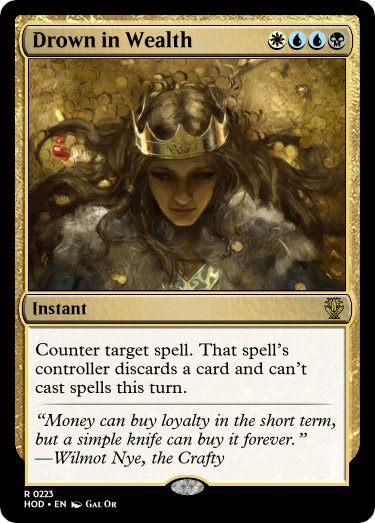 Drown in Wealth
Instant
Counter target spell. That spell's
controller discards a card and can't
cast spells this turn.
“Money can buy loyalty in the short term,
but a simple knife can buy it forever.”
—Wilmot Nye, the Crafty
R 0223
HOD • EN Gal Or